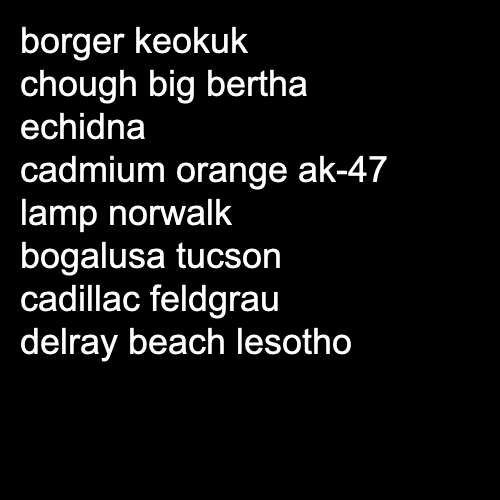 borger keokuk
chough big bertha
echidna
cadmium orange ak-47
lamp norwalk
bogalusa tucson
cadillac feldgrau
delray beach lesotho